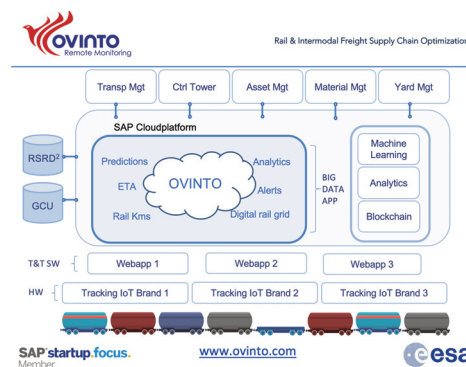 OVINTO
Remote Monitoring
Rail & Intermodal Freight Supply Chain Optimization
Transp Mgt
Ctrl Tower
Asset Mgt
Material Mgt
Yard Mgt
SAP Cloudplatform
RSRD²
GCU
Predictions
ETA
Rail Kms
OVINTO
Analytics
Alerts
Digital rail grid
BIG
DATA
APP
Machine
Learning
Analytics
Blockchain
T&T SW
Webapp 1
Webapp 2
Webapp 3
HW
Tracking IoT Brand 1
Tracking IoT Brand 2
Tracking IoT Brand 3
SAP startup.focus.
Member
www.ovinto.com
esa